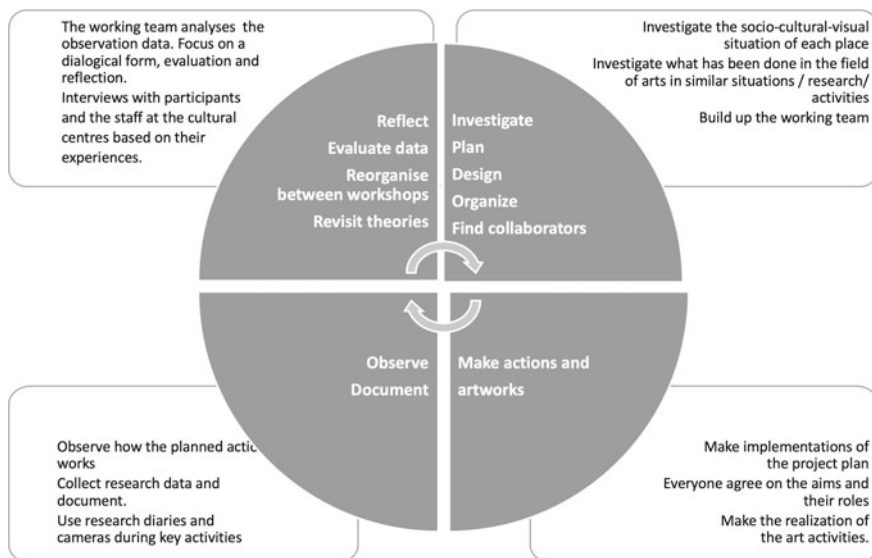 The working team analyses the
observation data. Focus on a
dialogical form, evaluation and
reflection.
Interviews with participants
and the staff at the cultural
centres based on their
experiences.
Investigate the socio-cultural-visual
situation of each place
Investigate what has been done in the field
of arts in similar situations / research/
activities
Build up the working team
Reflect
Evaluate data
Reorganise
between workshops
Revisit theories
Investigate
Plan
Design
Organize
Find collaborators
Observe
Document
Make actions and
artworks
Observe how the planned actio
works
Collect research data and
document.
Use research diaries and
cameras during key activities
Make implementations of
the project plan
Everyone agree on the aims and
their roles
Make the realization of
the art activities.